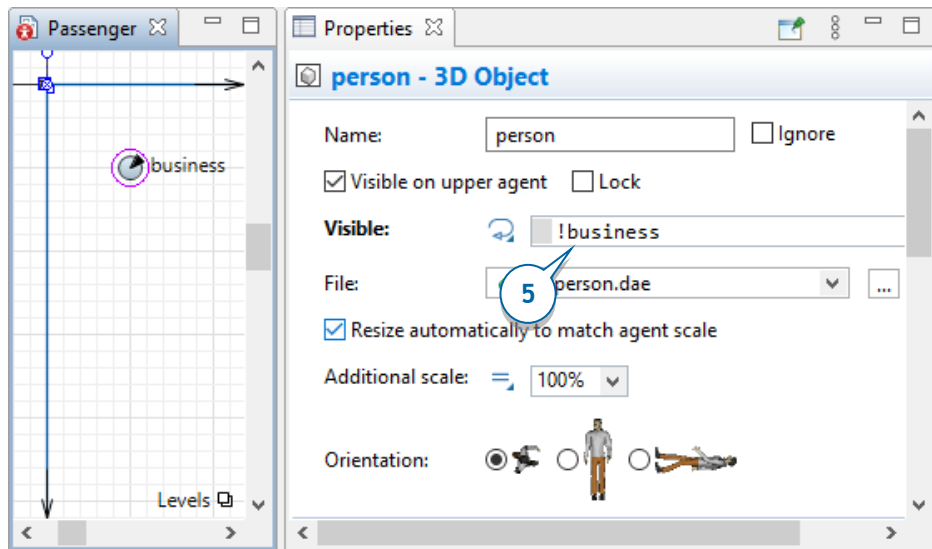 Passenger
business
Levels
Properties
person - 3D Object
Name:
person
Ignore
Visible on upper agent
Lock
Visible:
!business
File:
5
person.dae
...
Resize automatically to match agent scale
Additional scale:
100%
Orientation: